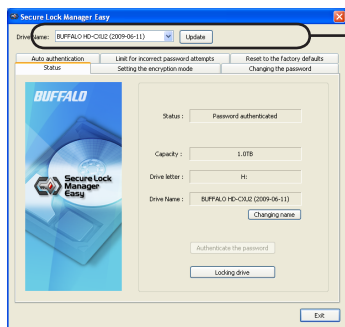 Secure Lock Manager Easy
Drive Name: BUFFALO HD-CXU2 (2009-06-11) Update
Auto authentication Limit for incorrect password attempts Reset to the factory defaults
Status Setting the encryption mode Changing the password
BUFFALO
Secure Lock
Manager
Easy
Status : Password authenticated
Capacity : 1.0TB
Drive letter : H:
Drive Name : BUFFALO HD-CXU2 (2009-06-11)
Changing name
Authenticate the password
Locking drive
Exit